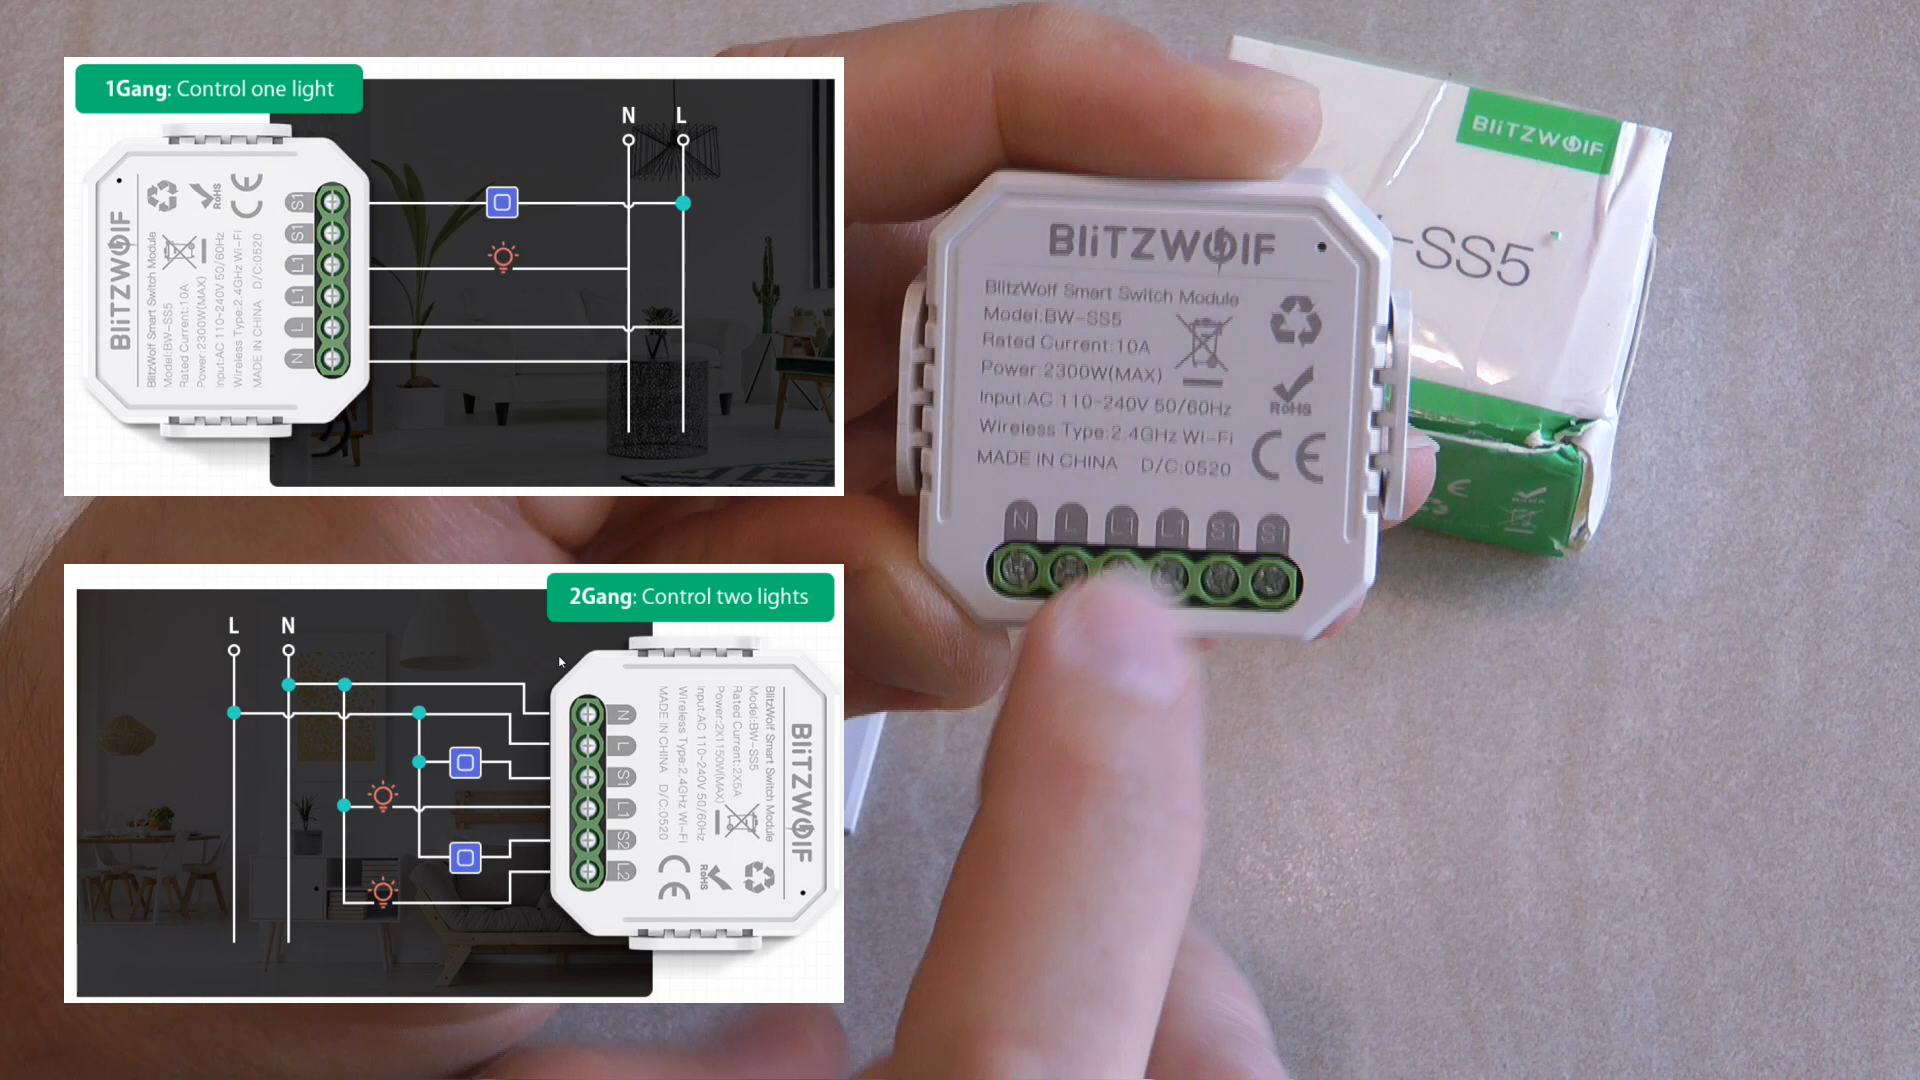 1Gang: Control one light
N L
BLiTZWOlF
BlitzWolf Smart Switch Module
Model:BW-SS5
Rated Current:10A
Power:2300W(MAX)
Input:AC 110-240V 50/60Hz
Wireless Type:2.4GHz Wi-Fi
MADE IN CHINA D/C:0520
RoHS
CE
S1
S1
L1
L1
L
N
2Gang: Control two lights
L N
N
L
S1
L1
S2
L2
BLiTZWOlF
BlitzWolf Smart Switch Module
Model:BW-SS5
Rated Current:2X5A
Power:2X1150W(MAX)
Input:AC 110-240V 50/60Hz
Wireless Type:2.4GHz Wi-Fi
MADE IN CHINA D/C:0520
RoHS
CE
BLiTZWOlF
BlitzWolf Smart Switch Module
Model:BW-SS5
Rated Current:10A
Power:2300W(MAX)
Input:AC 110-240V 50/60Hz
Wireless Type:2.4GHz Wi-Fi
MADE IN CHINA D/C:0520
RoHS
CE
N L L1 L1 S1 S1
BLiTZWOlF
-SS5
CE